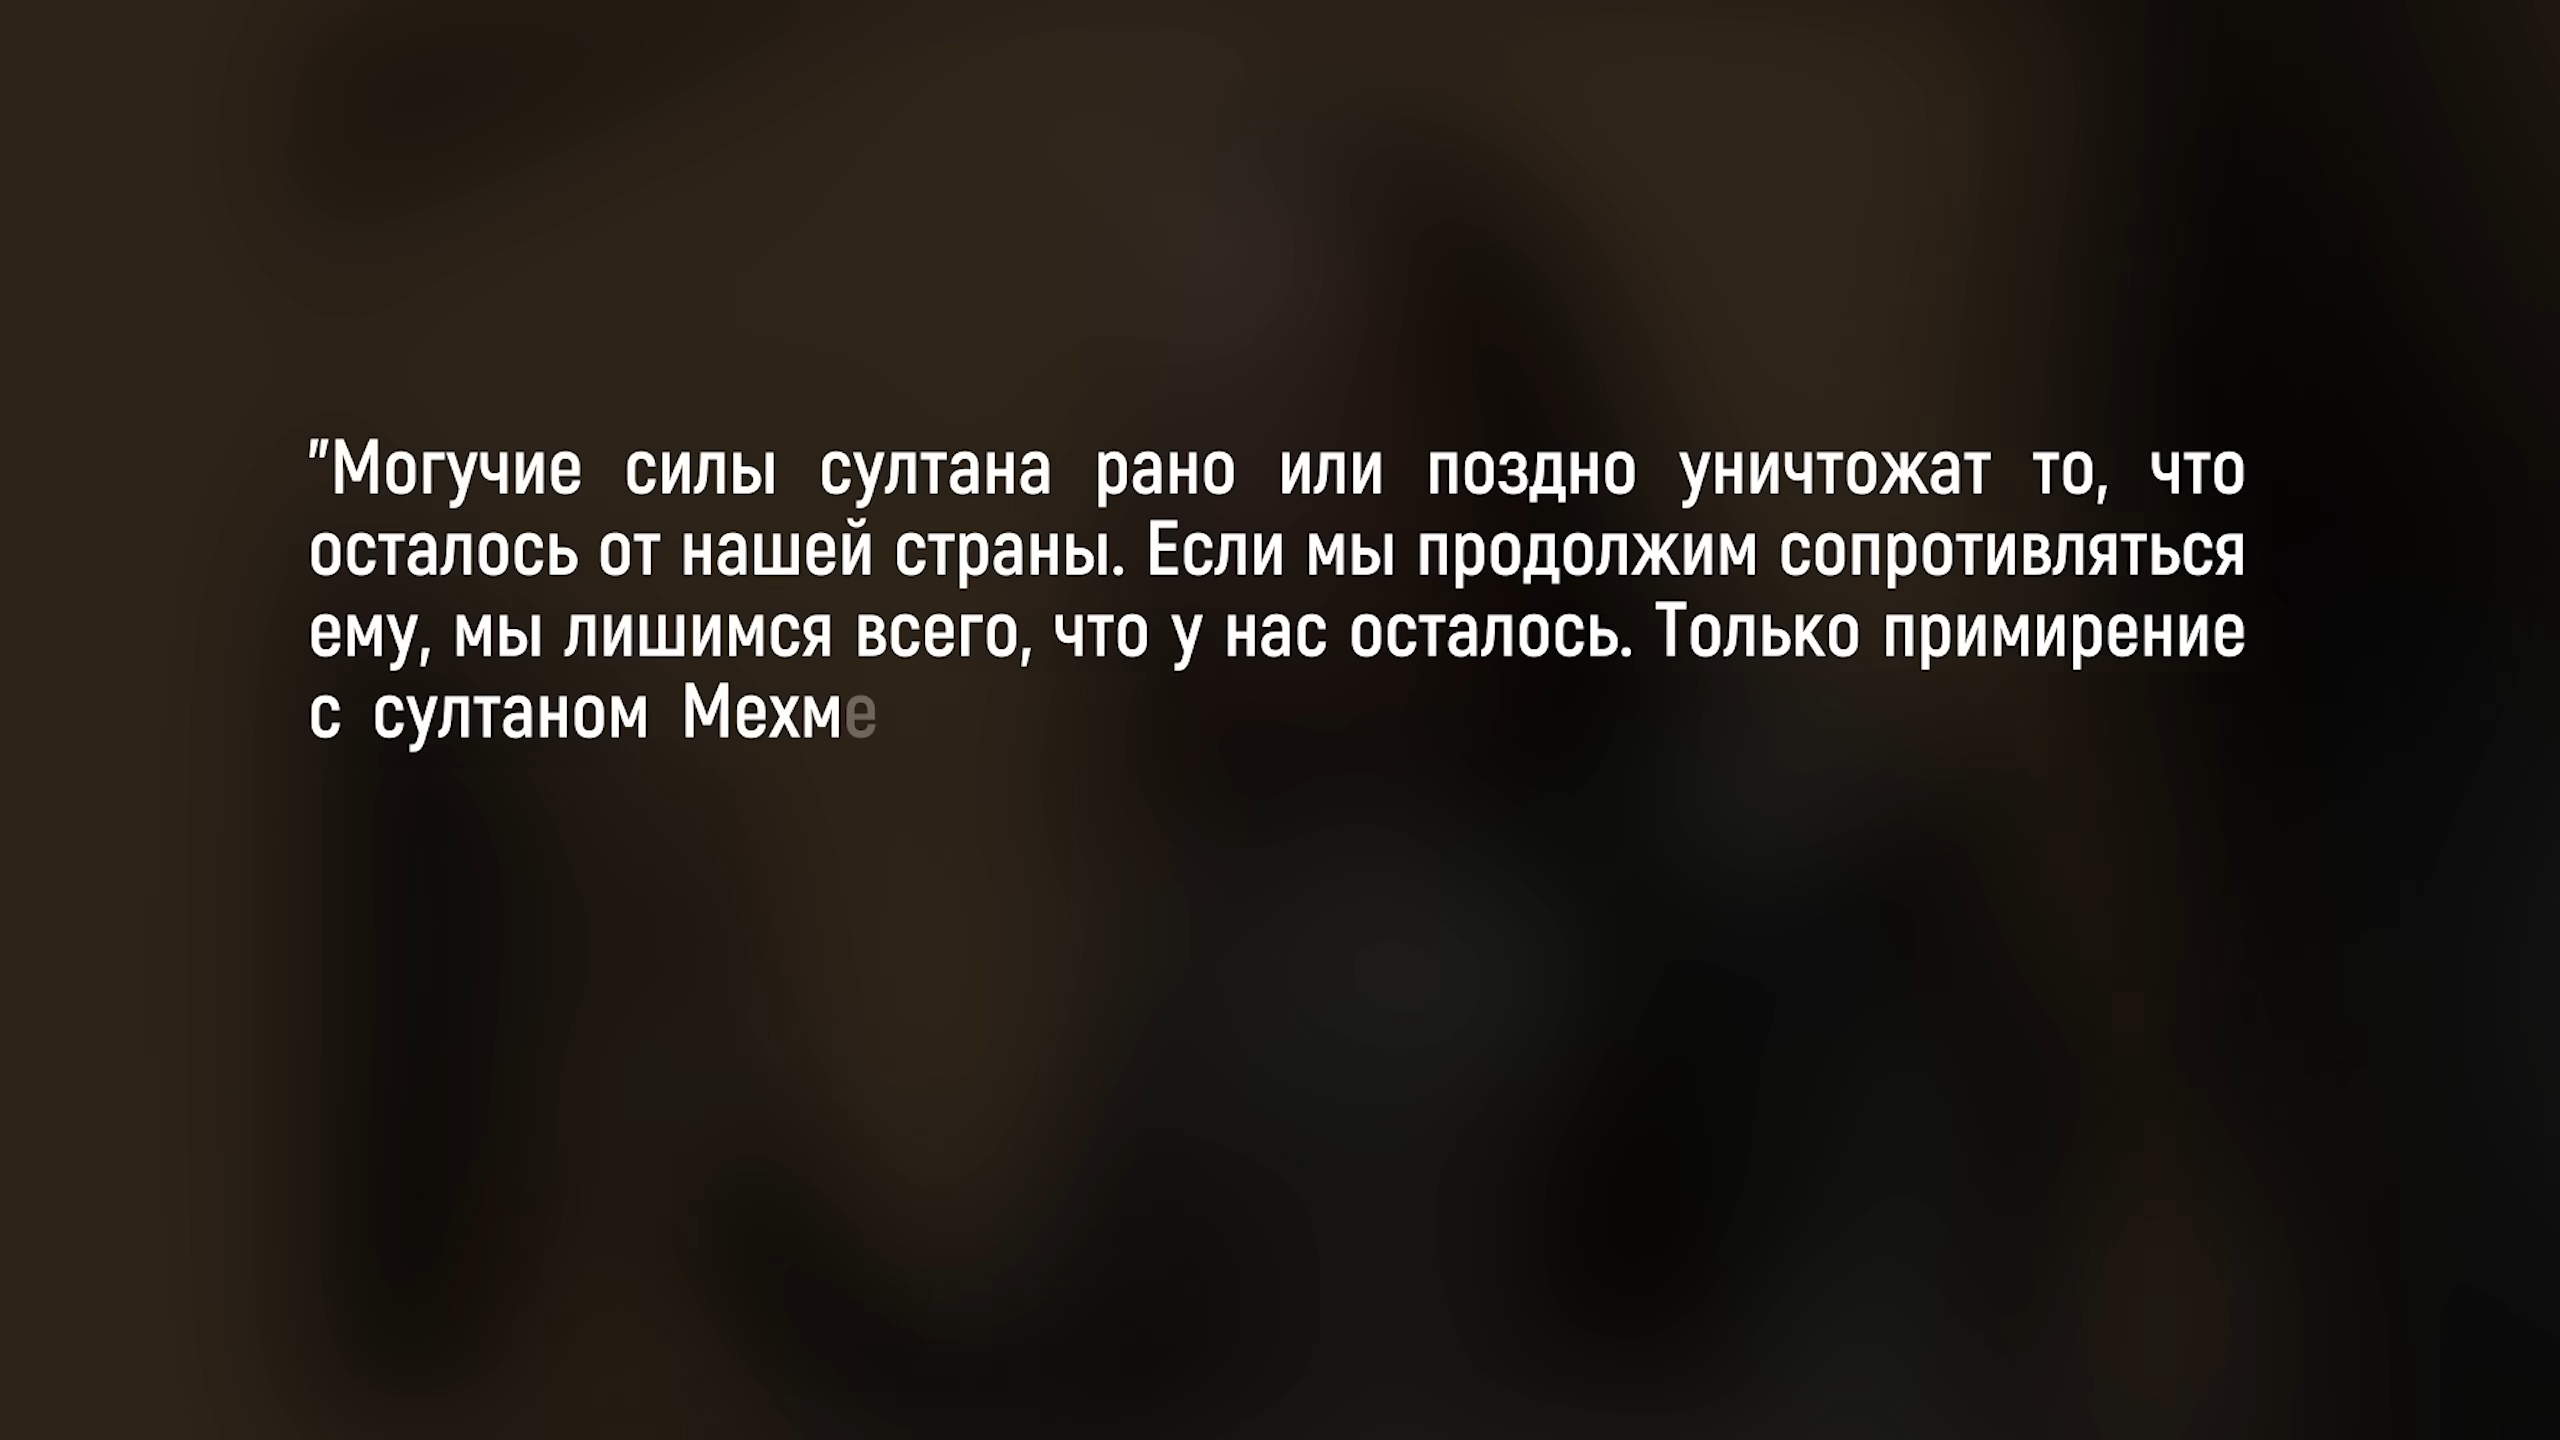 "Могучие силы султана рано или поздно уничтожат то, что
осталось от нашей страны. Если мы продолжим сопротивляться
ему, мы лишимся всего, что у нас осталось. Только примирение
с султаном Мехме